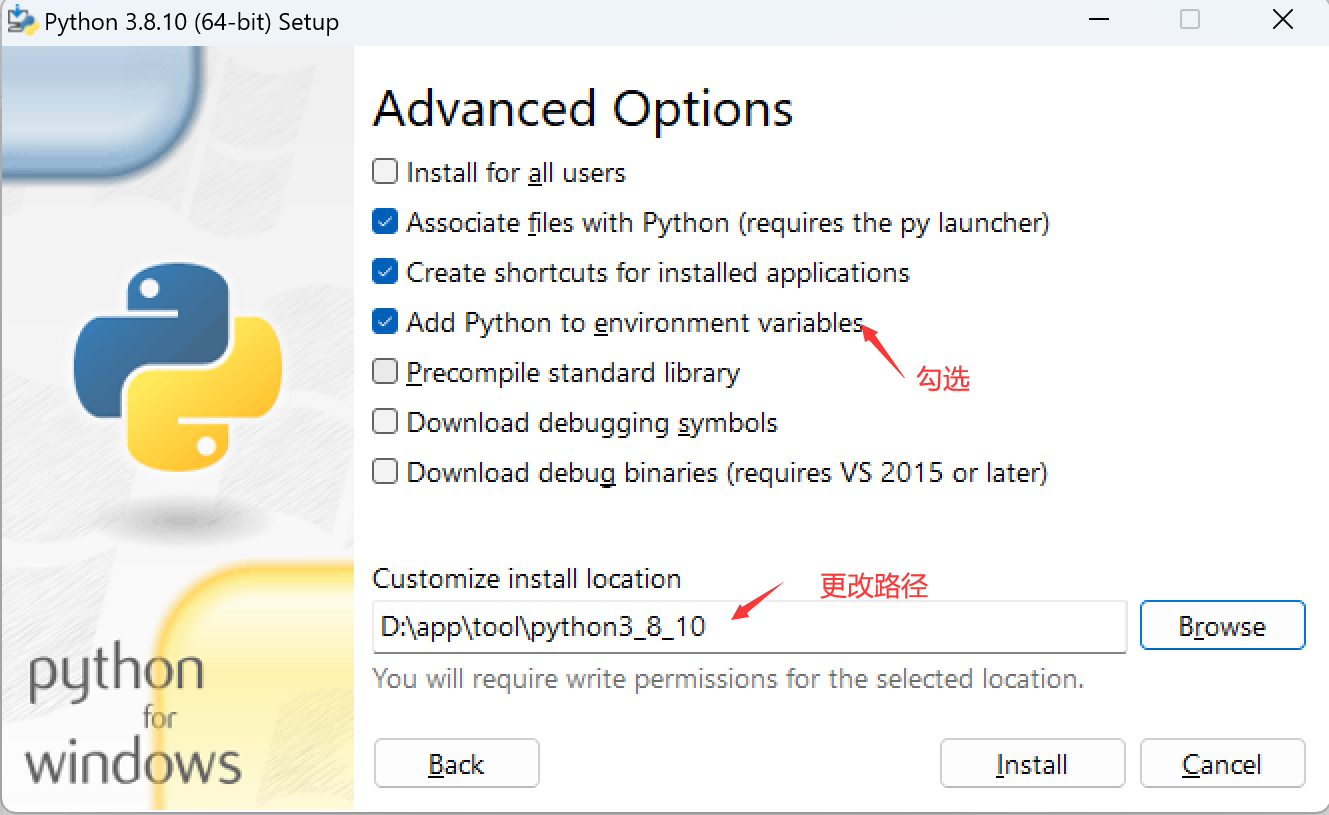 Python 3.8.10 (64-bit) Setup
Advanced Options
Install for all users
Associate files with Python (requires the py launcher)
Create shortcuts for installed applications
Add Python to environment variables
勾选
Precompile standard library
Download debugging symbols
Download debug binaries (requires VS 2015 or later)
Customize install location
更改路径
D:\app\tool\python3_8_10
Browse
You will require write permissions for the selected location.
python
for
windows
Back
Install
Cancel